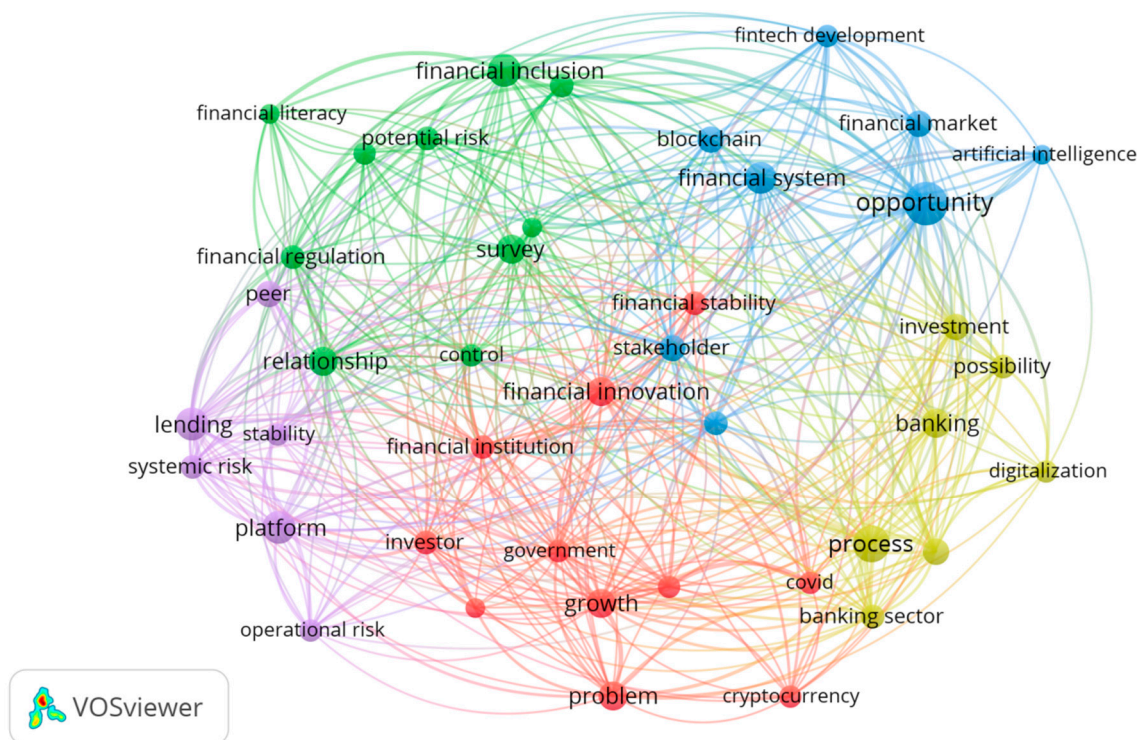 fintech development
financial inclusion
financial literacy
financial market
potential risk
blockchain
artificial intelligence
financial system
opportunity
survey
financial regulation
peer
financial stability
investment
stakeholder
control
relationship
possibility
financial innovation
lending
banking
stability
financial institution
systemic risk
digitalization
platform
investor
process
government
covid
growth
banking sector
operational risk
problem
cryptocurrency
VOSviewer